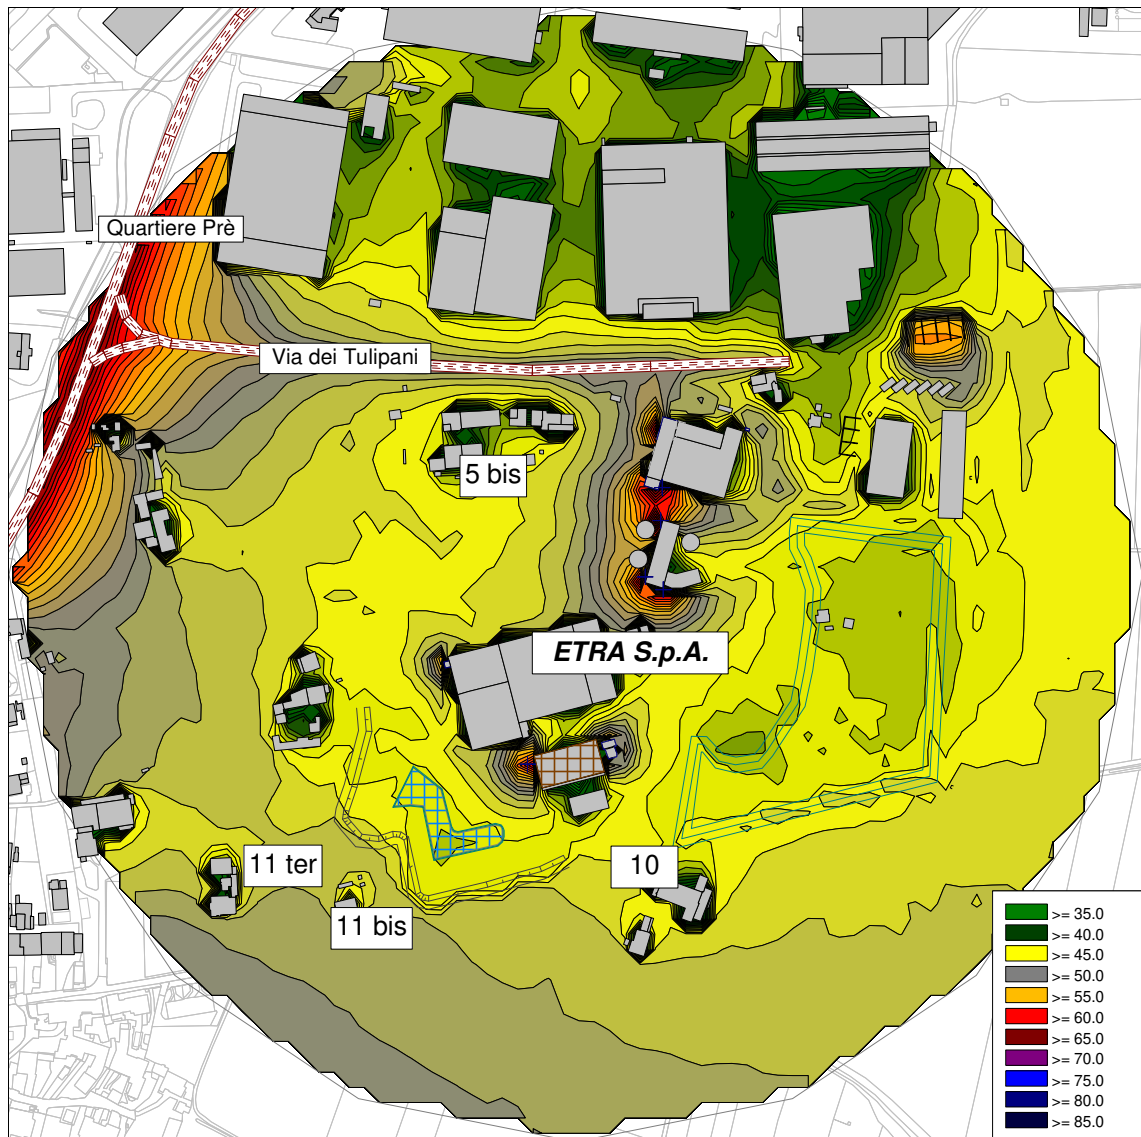 Quartiere Prè
Via dei Tulipani
5 bis
ETRA S.p.A.
11 ter
10
11 bis
>= 35.0
>= 40.0
>= 45.0
>= 50.0
>= 55.0
>= 60.0
>= 65.0
>= 70.0
>= 75.0
>= 80.0
>= 85.0